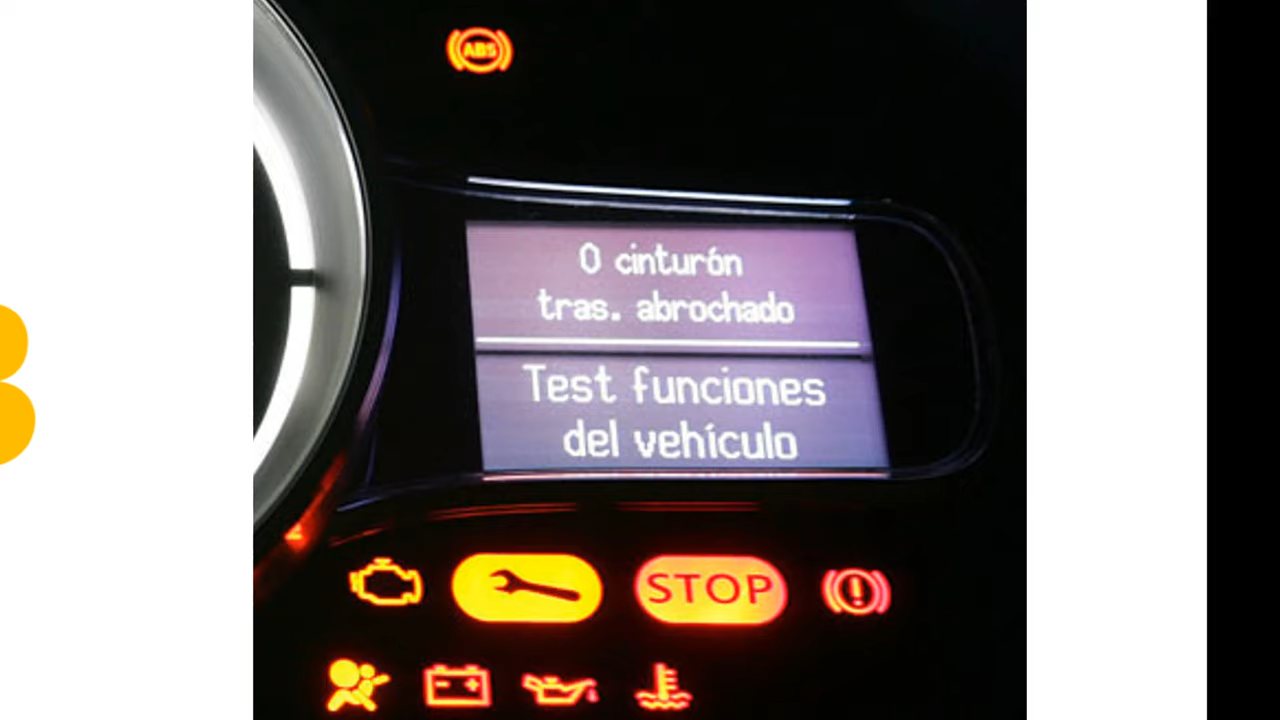 ABS
0 cinturón
tras. abrochado
Test funciones
del vehículo
STOP